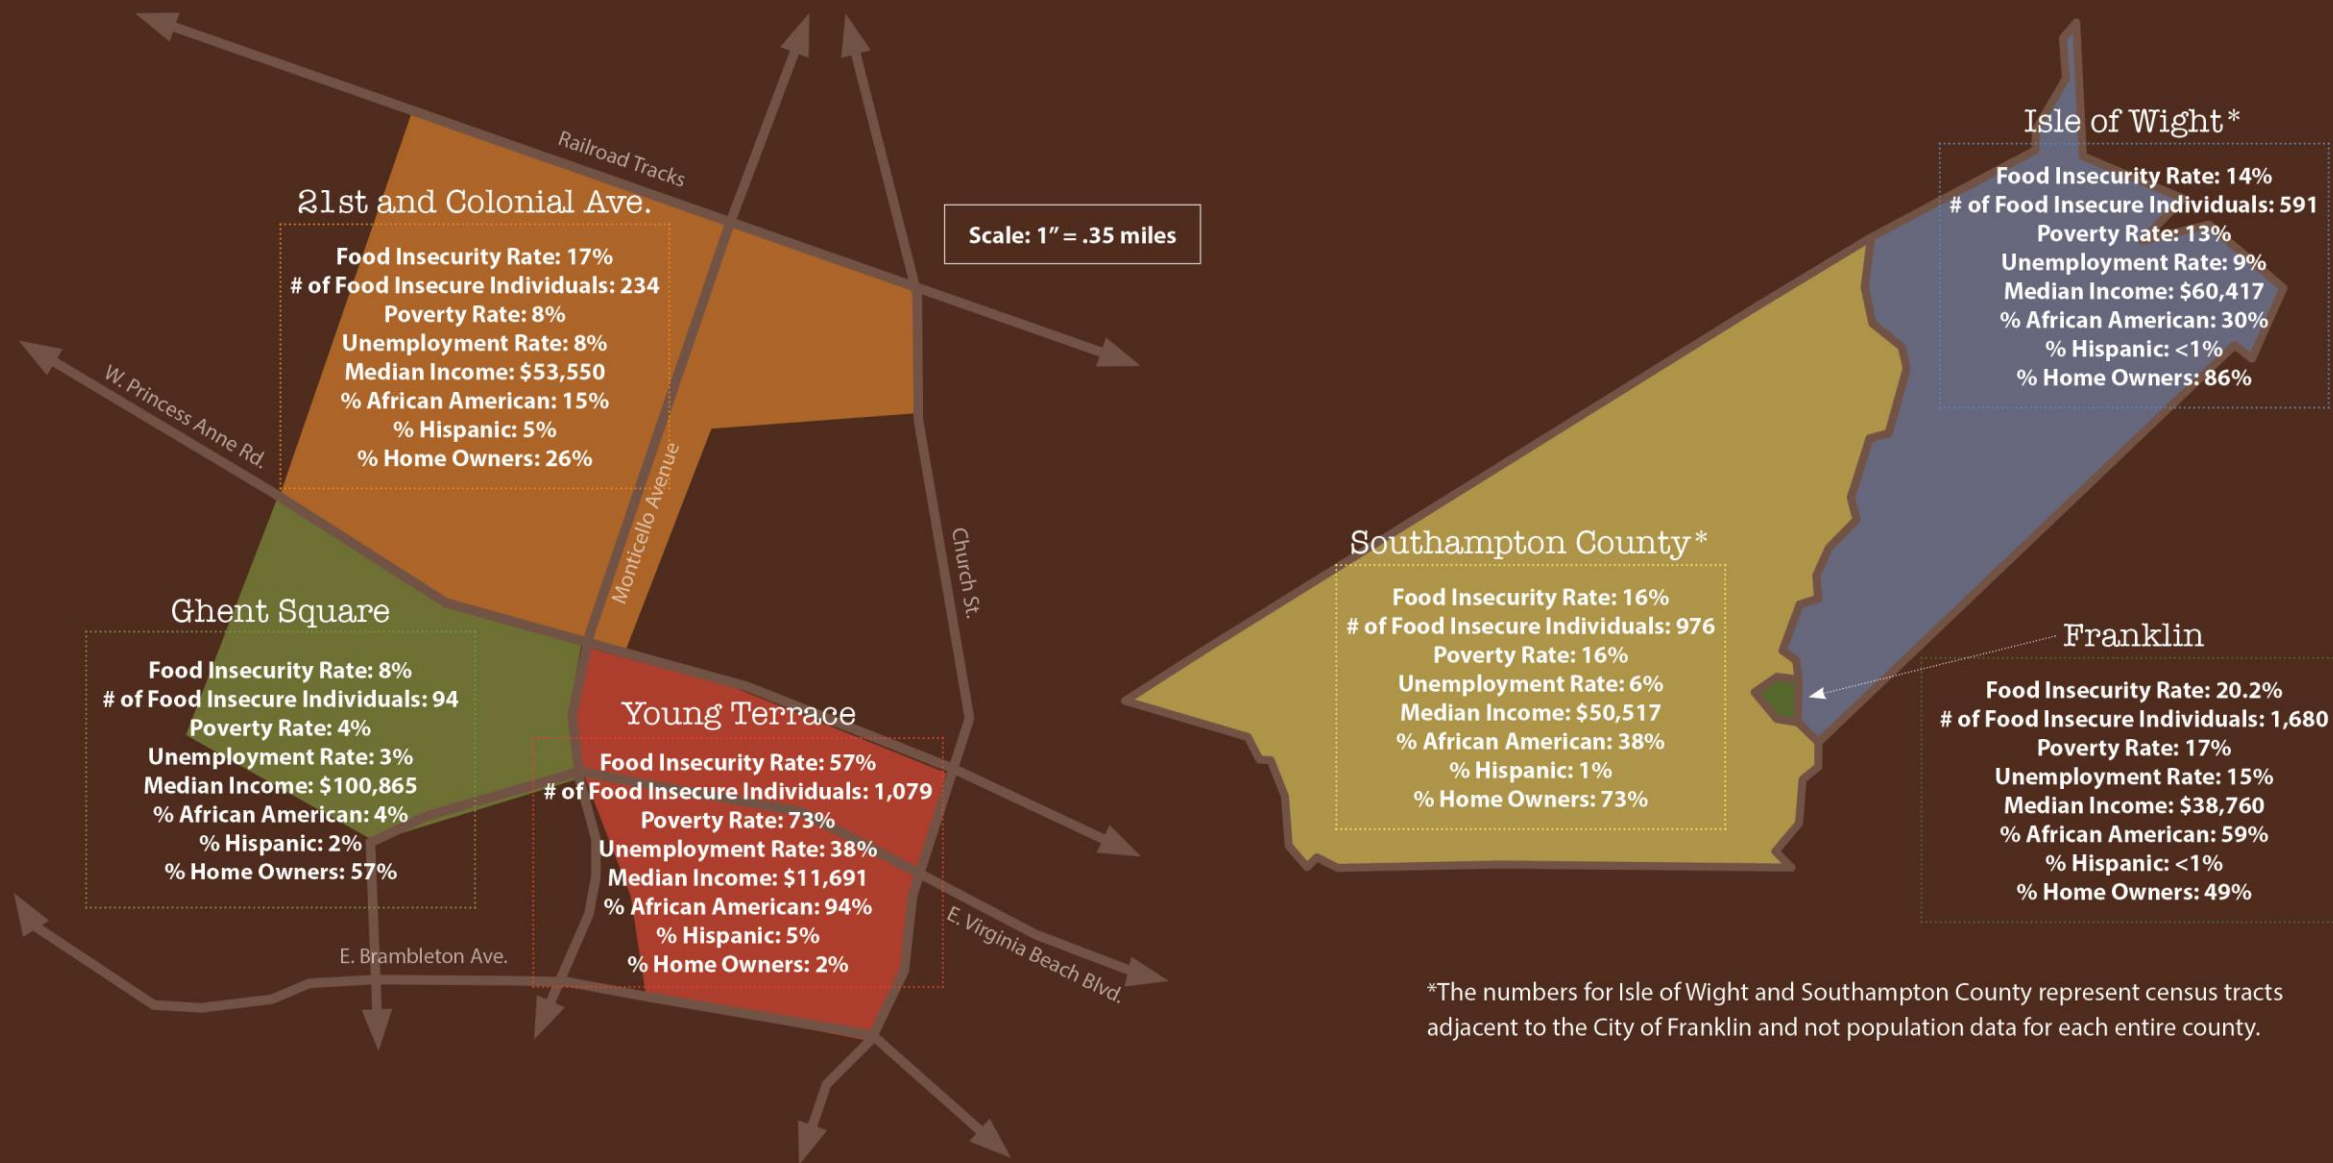 Railroad Tracks
21st and Colonial Ave.
Food Insecurity Rate: 17%
# of Food Insecure Individuals: 234
Poverty Rate: 8%
Unemployment Rate: 8%
Median Income: $53,550
% African American: 15%
% Hispanic: 5%
% Home Owners: 26%
Scale: 1” = .35 miles
W. Princess Anne Rd.
Monticello Avenue
Church St.
Ghent Square
Food Insecurity Rate: 8%
# of Food Insecure Individuals: 94
Poverty Rate: 4%
Unemployment Rate: 3%
Median Income: $100,865
% African American: 4%
% Hispanic: 2%
% Home Owners: 57%
Young Terrace
Food Insecurity Rate: 57%
# of Food Insecure Individuals: 1,079
Poverty Rate: 73%
Unemployment Rate: 38%
Median Income: $11,691
% African American: 94%
% Hispanic: 5%
% Home Owners: 2%
E. Brambleton Ave.
E. Virginia Beach Blvd.
Isle of Wight*
Food Insecurity Rate: 14%
# of Food Insecure Individuals: 591
Poverty Rate: 13%
Unemployment Rate: 9%
Median Income: $60,417
% African American: 30%
% Hispanic: <1%
% Home Owners: 86%
Southampton County*
Food Insecurity Rate: 16%
# of Food Insecure Individuals: 976
Poverty Rate: 16%
Unemployment Rate: 6%
Median Income: $50,517
% African American: 38%
% Hispanic: 1%
% Home Owners: 73%
Franklin
Food Insecurity Rate: 20.2%
# of Food Insecure Individuals: 1,680
Poverty Rate: 17%
Unemployment Rate: 15%
Median Income: $38,760
% African American: 59%
% Hispanic: <1%
% Home Owners: 49%
*The numbers for Isle of Wight and Southampton County represent census tracts
adjacent to the City of Franklin and not population data for each entire county.